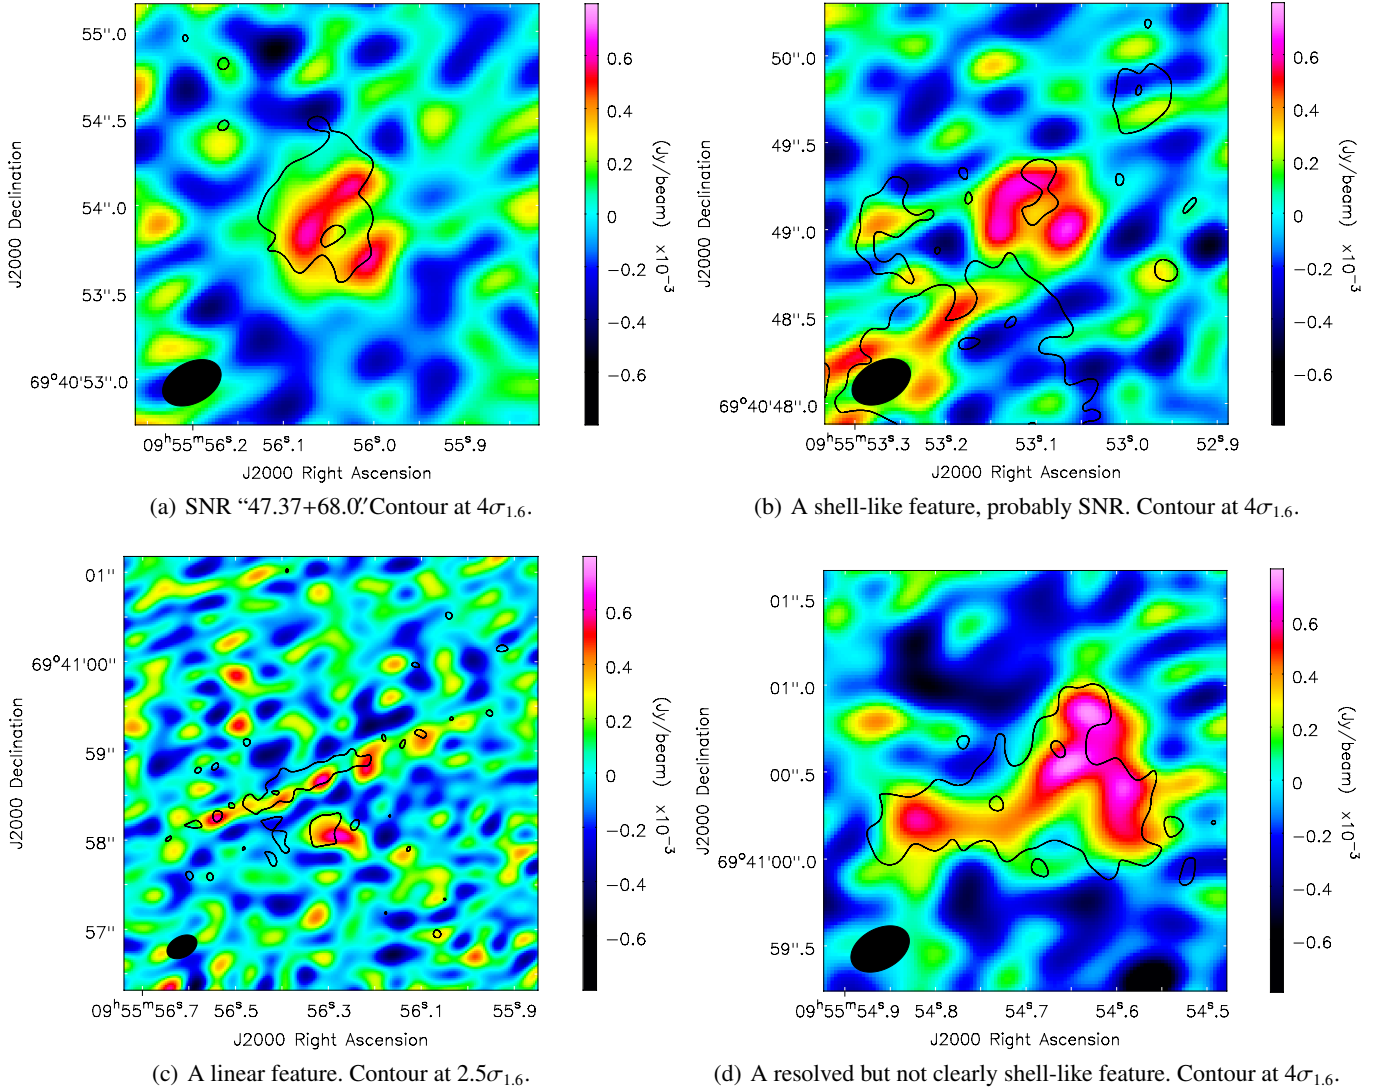 55".0
54".5
54".0
53".5
69°40'53".0
J2000 Declination
09ʰ55ᵐ56ˢ.2 56ˢ.1 56ˢ.0 55ˢ.9
J2000 Right Ascension
0.6
0.4
0.2
0
−0.2
−0.4
−0.6
(Jy/beam) ×10⁻³
50".0
49".5
49".0
48".5
69°40'48".0
J2000 Declination
09ʰ55ᵐ53ˢ.3 53ˢ.2 53ˢ.1 53ˢ.0 52ˢ.9
J2000 Right Ascension
0.6
0.4
0.2
0
−0.2
−0.4
−0.6
(Jy/beam) ×10⁻³
(a) SNR “47.37+68.0”. Contour at 4σ₁.₆.
(b) A shell-like feature, probably SNR. Contour at 4σ₁.₆.
01"
69°41'00"
59"
58"
57"
J2000 Declination
09ʰ55ᵐ56ˢ.7 56ˢ.5 56ˢ.3 56ˢ.1 55ˢ.9
J2000 Right Ascension
0.6
0.4
0.2
0
−0.2
−0.4
−0.6
(Jy/beam) ×10⁻³
01".5
01".0
00".5
69°41'00".0
59".5
J2000 Declination
09ʰ55ᵐ54ˢ.9 54ˢ.8 54ˢ.7 54ˢ.6 54ˢ.5
J2000 Right Ascension
0.6
0.4
0.2
0
−0.2
−0.4
−0.6
(Jy/beam) ×10⁻³
(c) A linear feature. Contour at 2.5σ₁.₆.
(d) A resolved but not clearly shell-like feature. Contour at 4σ₁.₆.